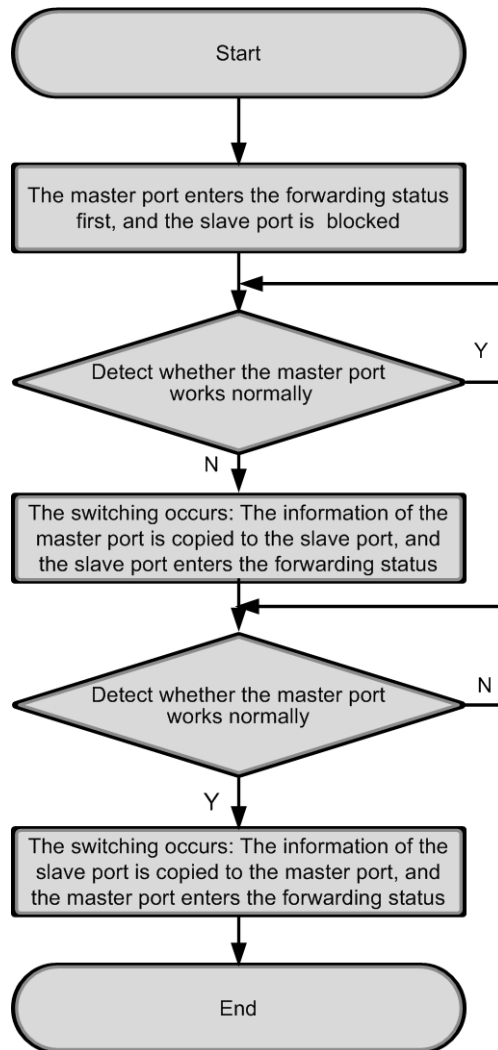 Start
The master port enters the forwarding status
first, and the slave port is blocked
Detect whether the master port
works normally
Y
N
The switching occurs: The information of the
master port is copied to the slave port, and
the slave port enters the forwarding status
Detect whether the master port
works normally
N
Y
The switching occurs: The information of the
slave port is copied to the master port, and
the master port enters the forwarding status
End